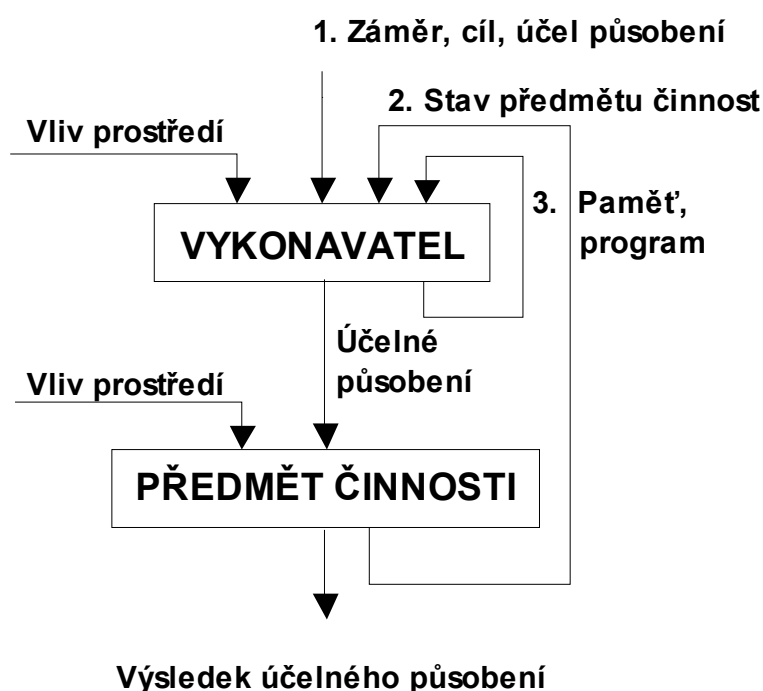 1. Záměr, cíl, účel působení
2. Stav předmětu činnost
Vliv prostředí
3. Paměť,
program
VYKONAVATEL
Účelné
působení
Vliv prostředí
PŘEDMĚT ČINNOSTI
Výsledek účelného působení